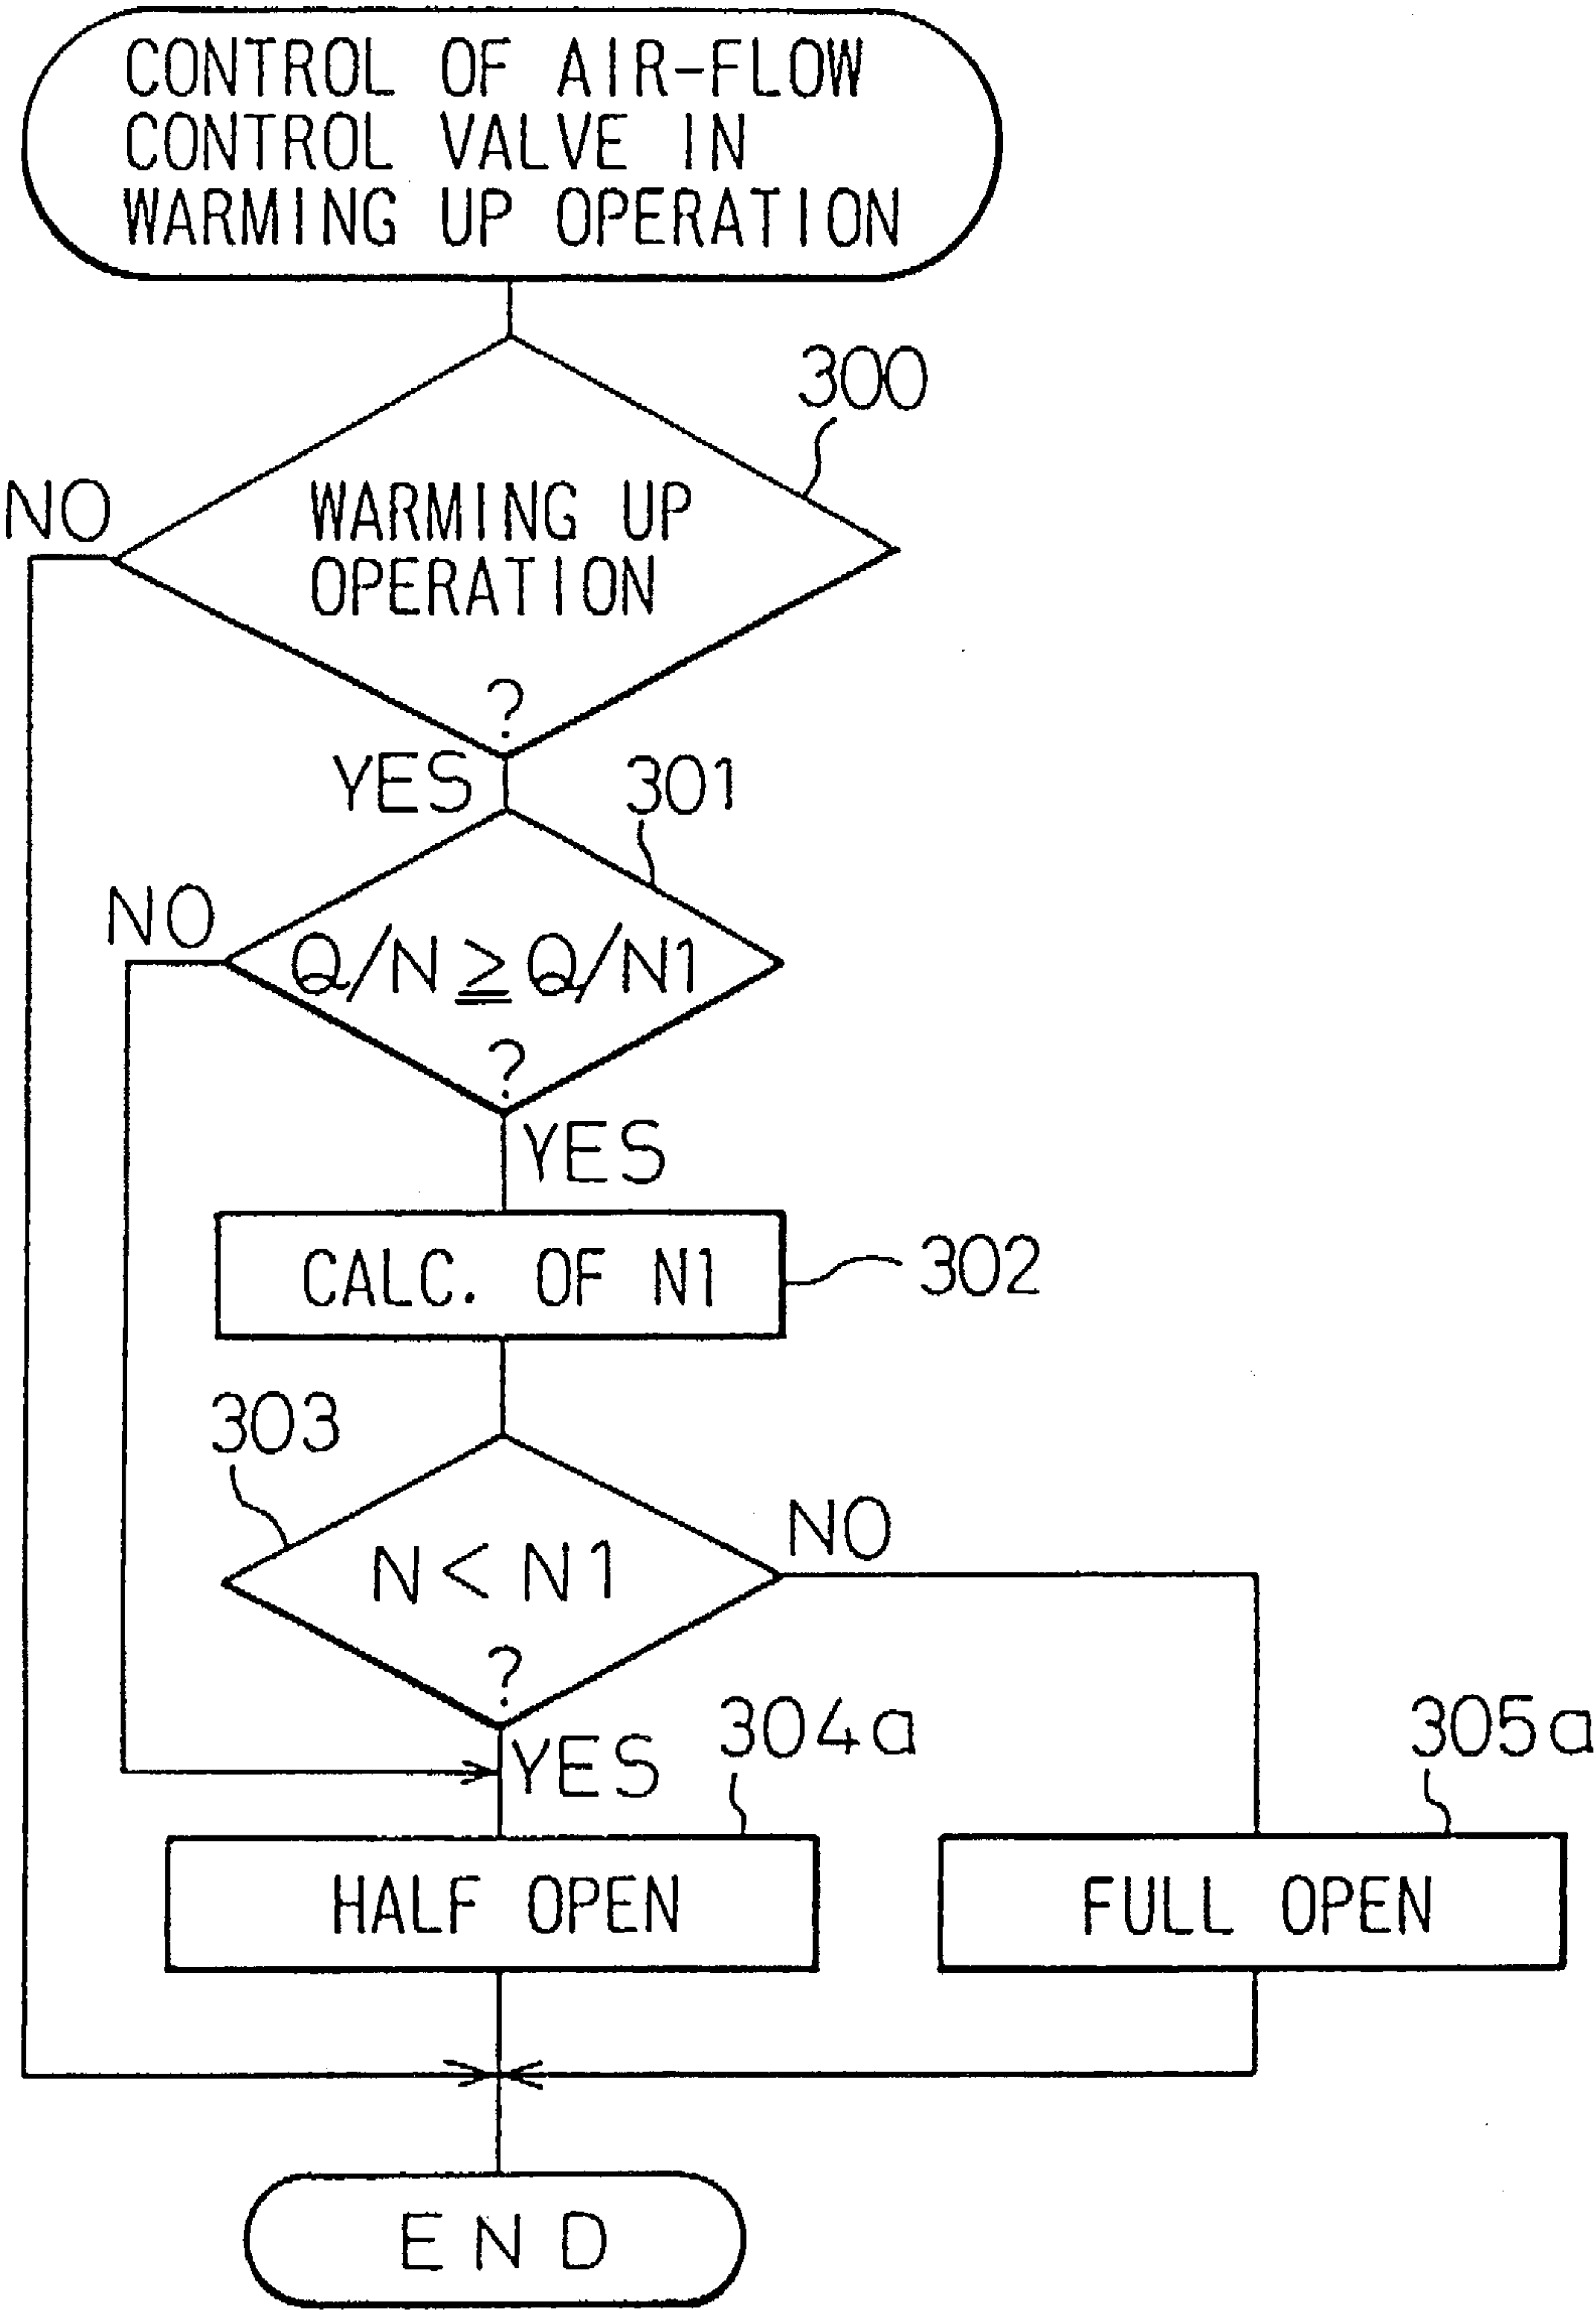 CONTROL OF AIR-FLOW
CONTROL VALVE IN
WARMING UP OPERATION
300
NO
WARMING UP
OPERATION
?
YES
301
NO
Q/N ≧ Q/N1
?
YES
CALC. OF N1
302
303
N < N1
NO
?
YES
304a
305a
HALF OPEN
FULL OPEN
END